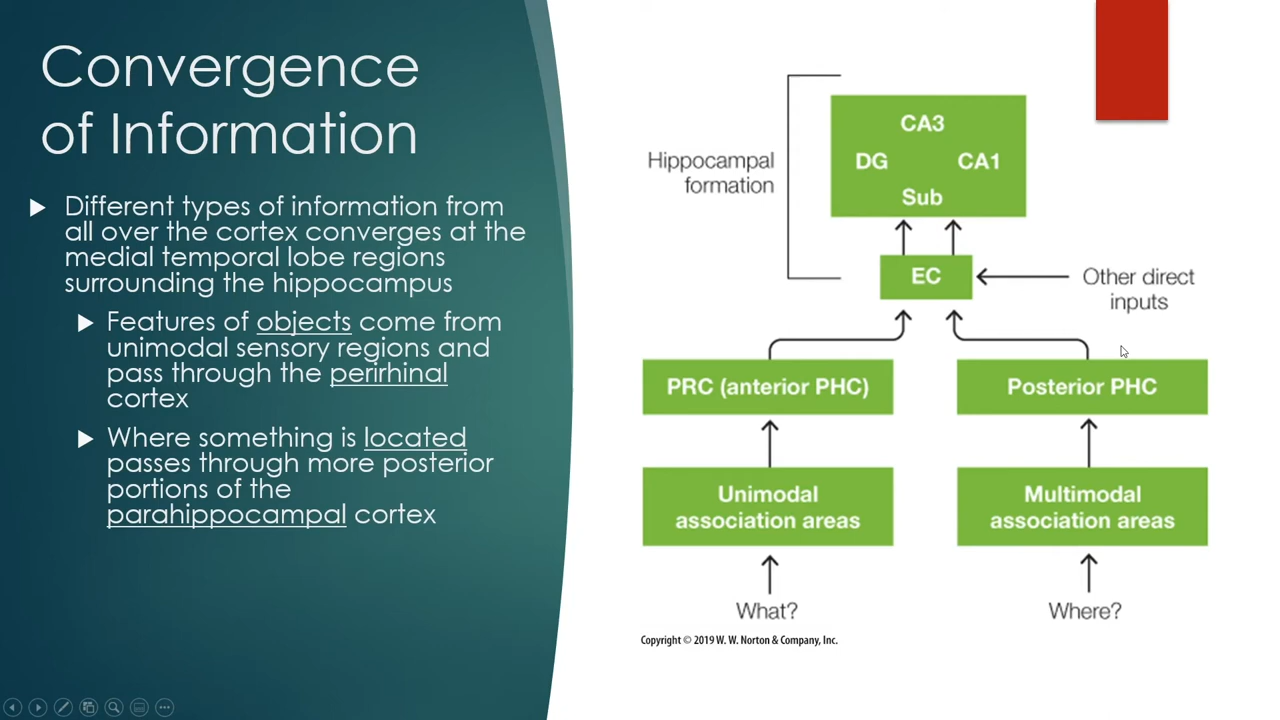 Convergence
of Information
Different types of information from
all over the cortex converges at the
medial temporal lobe regions
surrounding the hippocampus
Features of objects come from
unimodal sensory regions and
pass through the perirhinal
cortex
Where something is located
passes through more posterior
portions of the
parahippocampal cortex
Hippocampal
formation
CA3
DG CA1
Sub
EC
Other direct
inputs
PRC (anterior PHC)
Posterior PHC
Unimodal
association areas
Multimodal
association areas
What?
Where?
Copyright © 2019 W. W. Norton & Company, Inc.